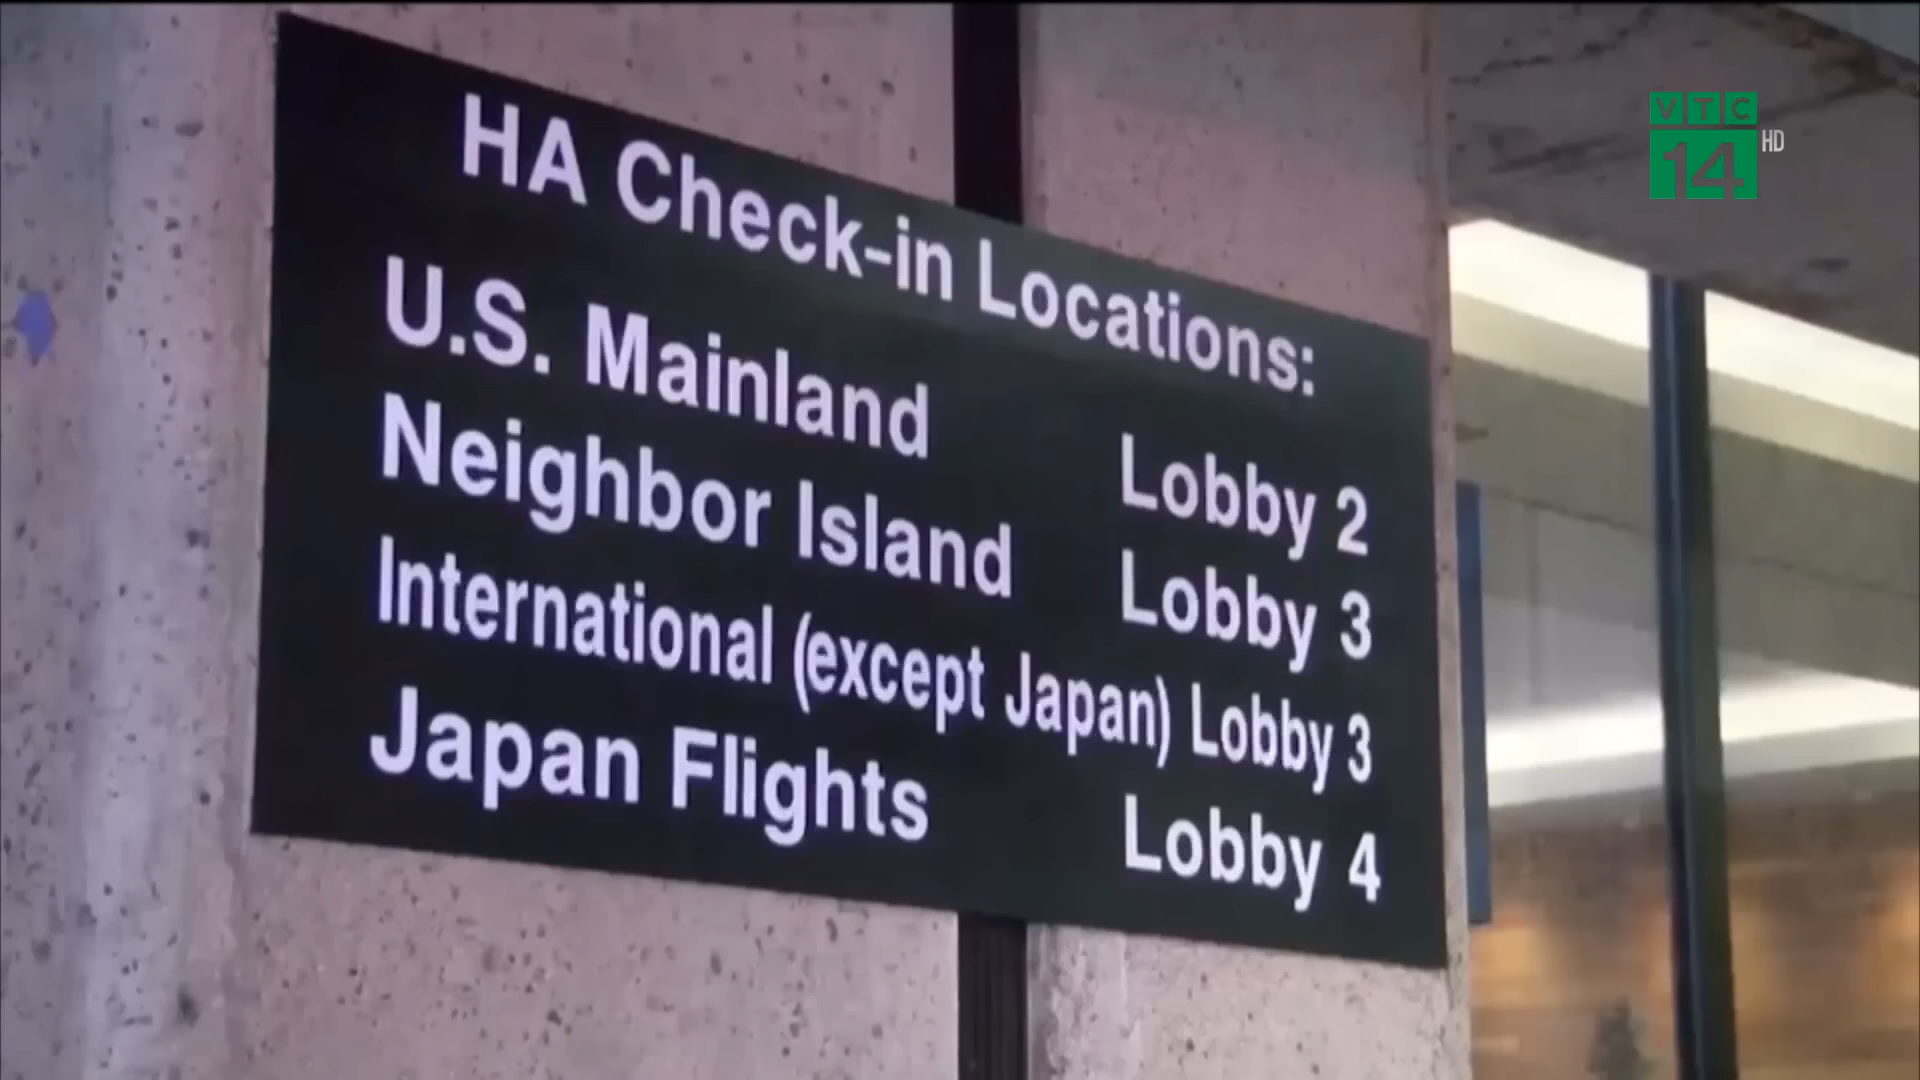 HA Check-in Locations:
U.S. Mainland Lobby 2
Neighbor Island Lobby 3
International (except Japan) Lobby 3
Japan Flights Lobby 4
VTC
14 HD